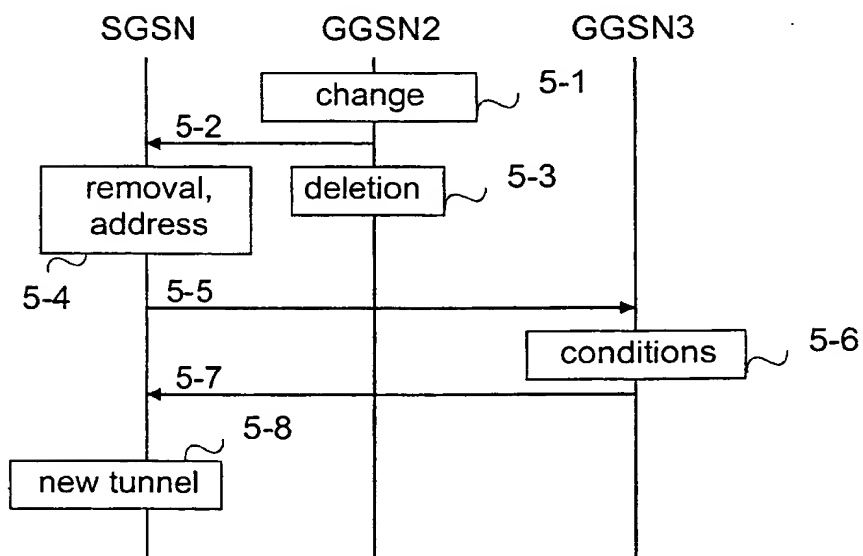 SGSN GGSN2 GGSN3
change 5-1
5-2
removal,
address
deletion 5-3
5-4
5-5
conditions 5-6
5-7
5-8
new tunnel